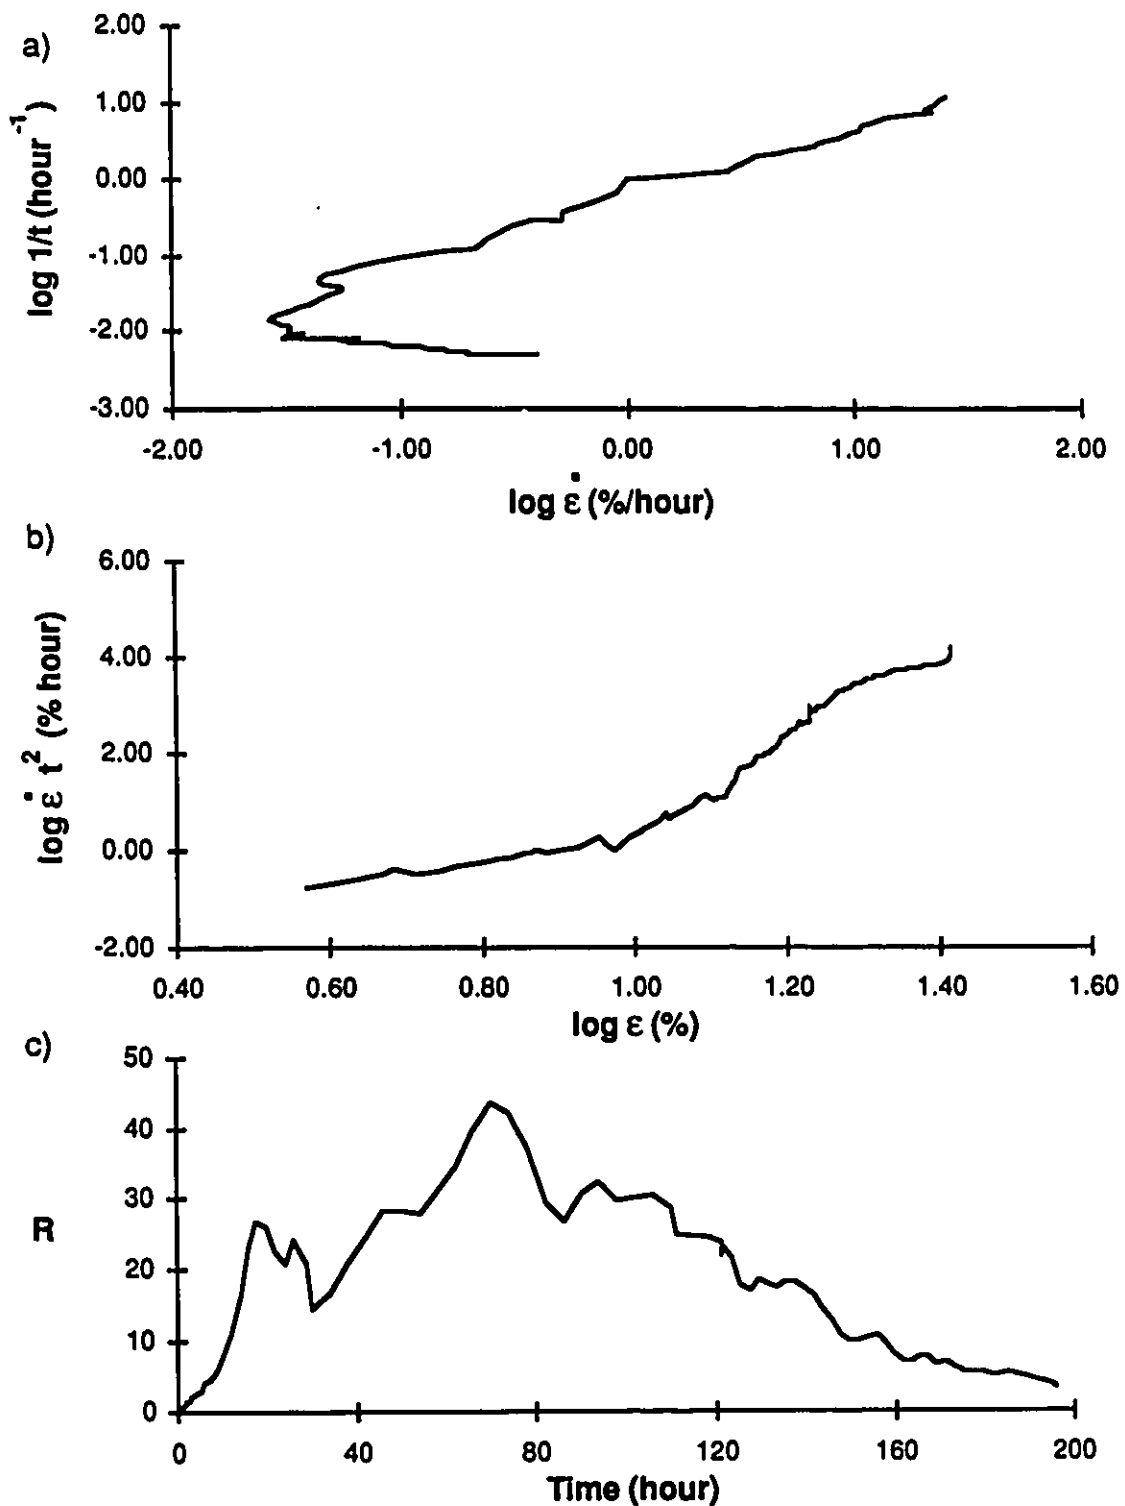 a)
2.00
1.00
0.00
-1.00
-2.00
-3.00
log 1/t (hour⁻¹)
-2.00 -1.00 0.00 1.00 2.00
log ε̇ (%/hour)
b)
6.00
4.00
2.00
0.00
-2.00
log ε̇ t² (% hour)
0.40 0.60 0.80 1.00 1.20 1.40 1.60
log ε (%)
c)
50
40
30
20
10
0
R
0 40 80 120 160 200
Time (hour)